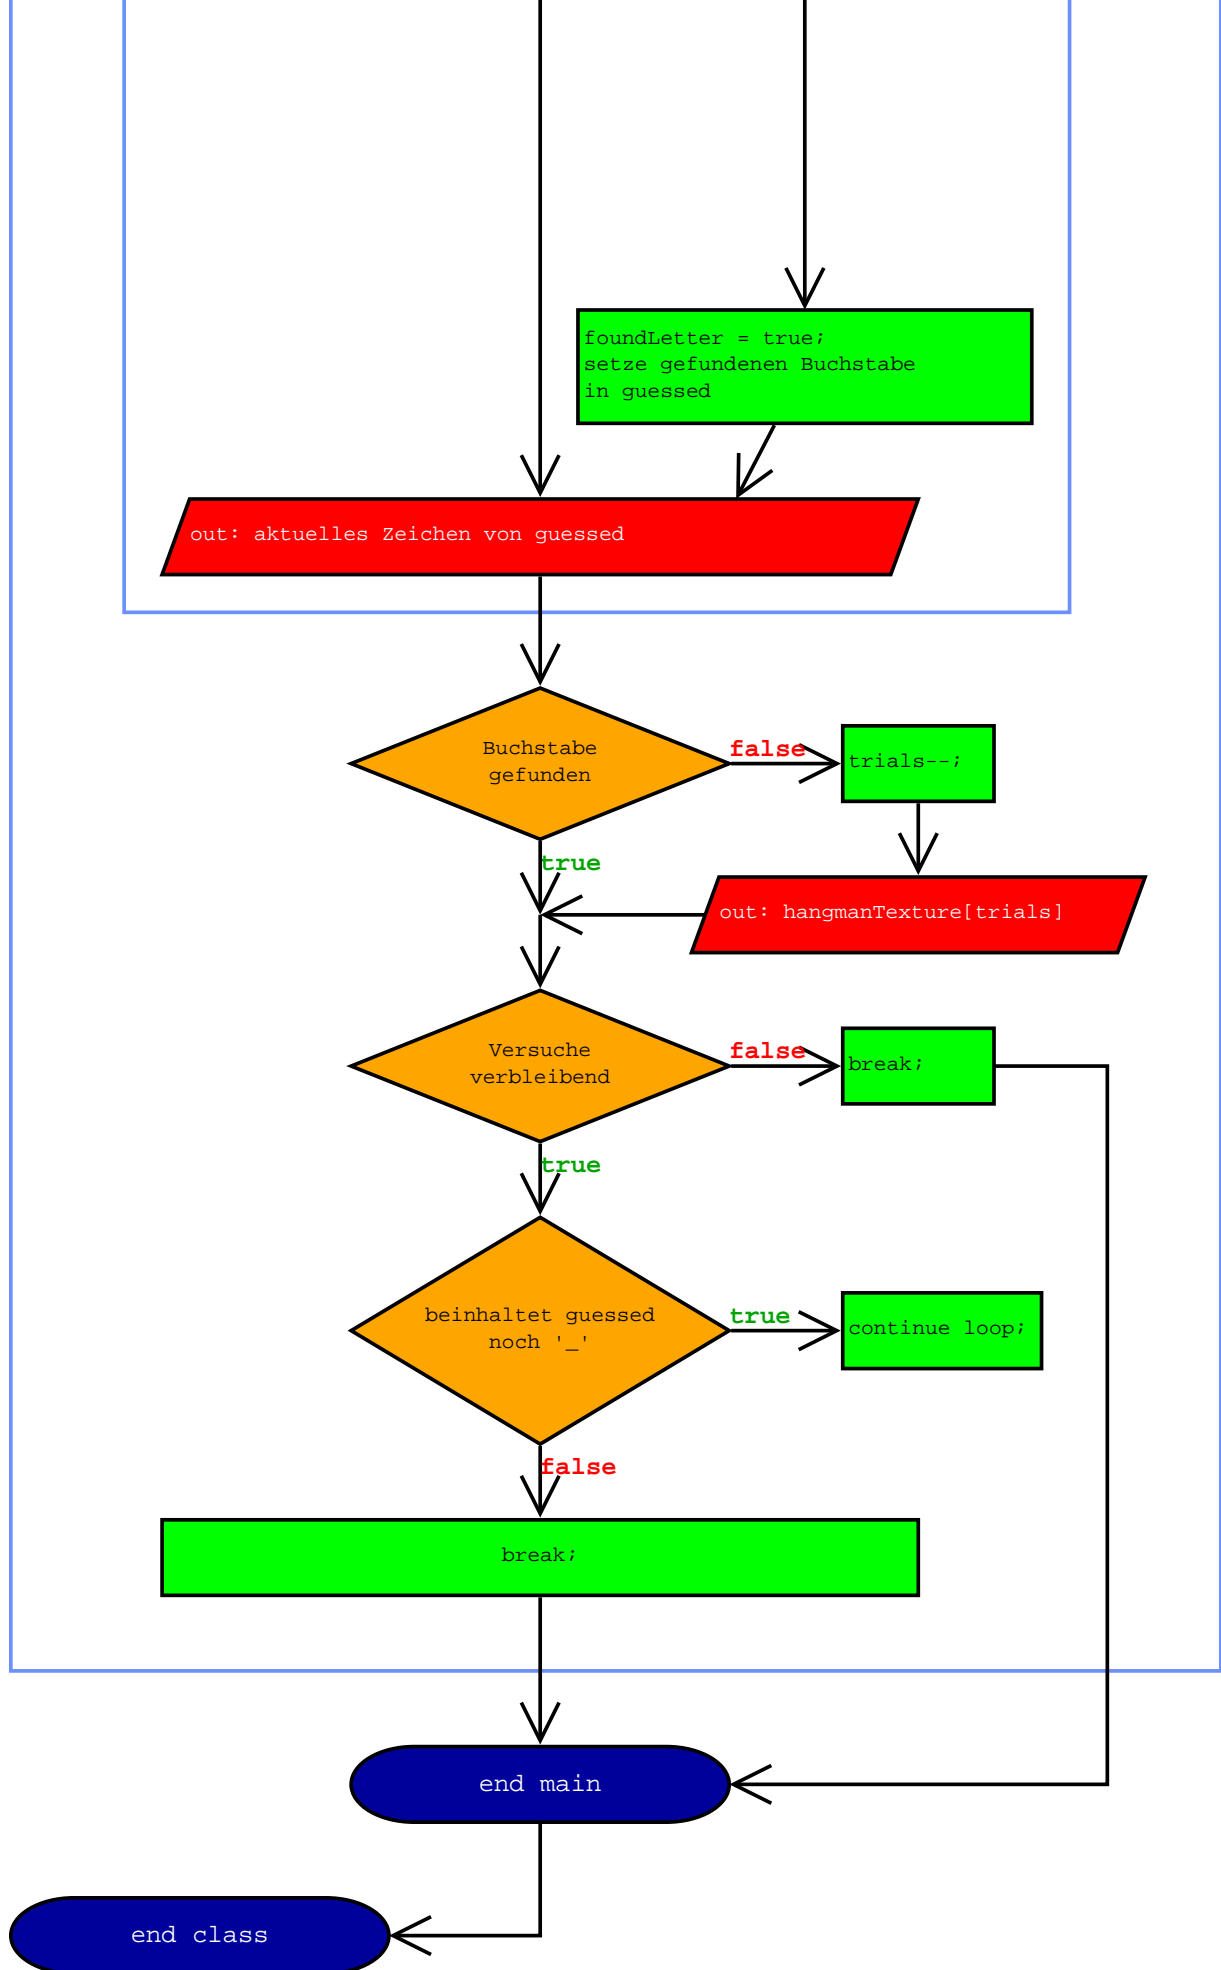 foundLetter = true;
setze gefundenen Buchstabe
in guessed
out: aktuelles Zeichen von guessed
Buchstabe
gefunden
false
trials--;
true
out: hangmanTexture[trials]
Versuche
verbleibend
false
break;
true
beinhaltet guessed
noch '_'
true
continue loop;
false
break;
end main
end class